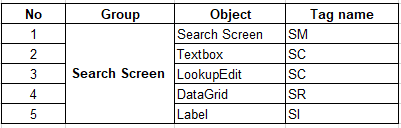 No Group Object Tag name
1 Search Screen SM
2 Textbox SC
Search Screen
3 LookupEdit SC
4 DataGrid SR
5 Label SI